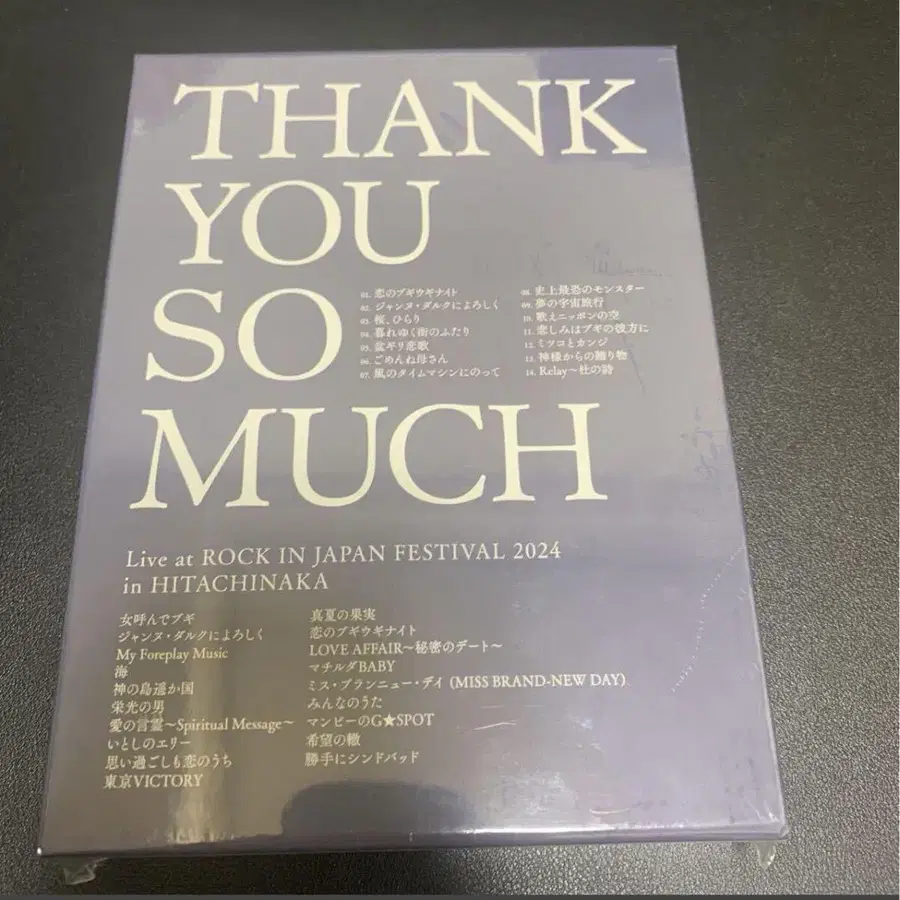 THANK
YOU
SO
MUCH
01. 恋のブギウギナイト
02. ジャンヌ・ダルクによろしく
03. 桜、ひらり
04. 暮れゆく街のふたり
05. 盆ギリ恋歌
06. ごめんね母さん
07. 風のタイムマシンにのって
08. 史上最恐のモンスター
09. 夢の宇宙旅行
10. 歌えニッポンの空
11. 悲しみはブギの彼方に
12. ミツコとカンジ
13. 神様からの贈り物
14. Relay〜杜の詩
Live at ROCK IN JAPAN FESTIVAL 2024
in HITACHINAKA
女呼んでブギ
ジャンヌ・ダルクによろしく
My Foreplay Music
海
神の島遥か国
栄光の男
愛の言霊〜Spiritual Message〜
いとしのエリー
思い過ごしも恋のうち
東京VICTORY
真夏の果実
恋のブギウギナイト
LOVE AFFAIR〜秘密のデート〜
マチルダBABY
ミス・ブランニュー・デイ (MISS BRAND-NEW DAY)
みんなのうた
マンピーのG★SPOT
希望の轍
勝手にシンドバッド